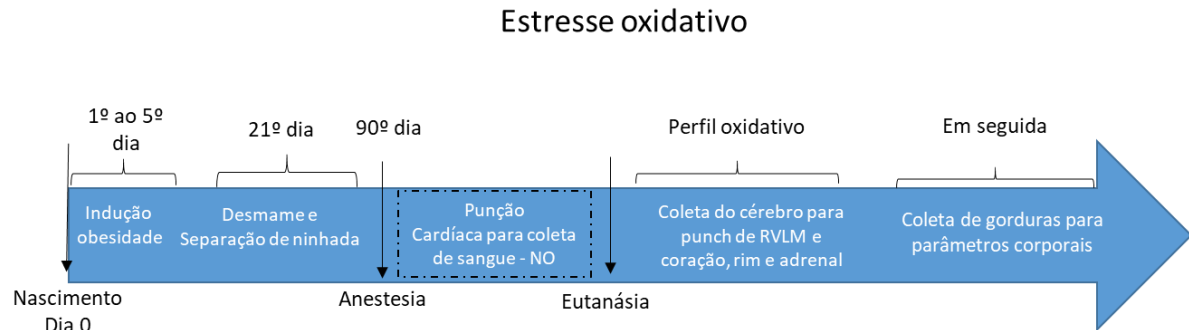 Estresse oxidativo
1º ao 5º
dia
21º dia
90º dia
Perfil oxidativo
Em seguida
Indução
obesidade
Desmame e
Separação de ninhada
Punção
Cardíaca para coleta
de sangue - NO
Coleta do cérebro para
punch de RVLM e
coração, rim e adrenal
Coleta de gorduras para
parâmetros corporais
Nascimento
Dia 0
Anestesia
Eutanásia